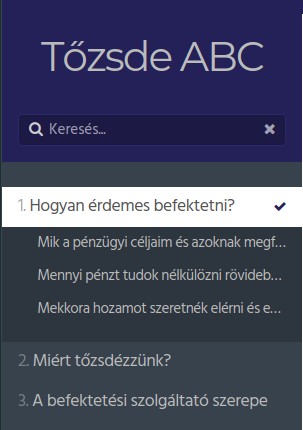 Tőzsde ABC
Keresés...
1. Hogyan érdemes befektetni?
Mik a pénzügyi céljaim és azoknak megf...
Mennyi pénzt tudok nélkülözni rövideb...
Mekkora hozamot szeretnék elérni és e...
2. Miért tőzsdézzünk?
3. A befektetési szolgáltató szerepe